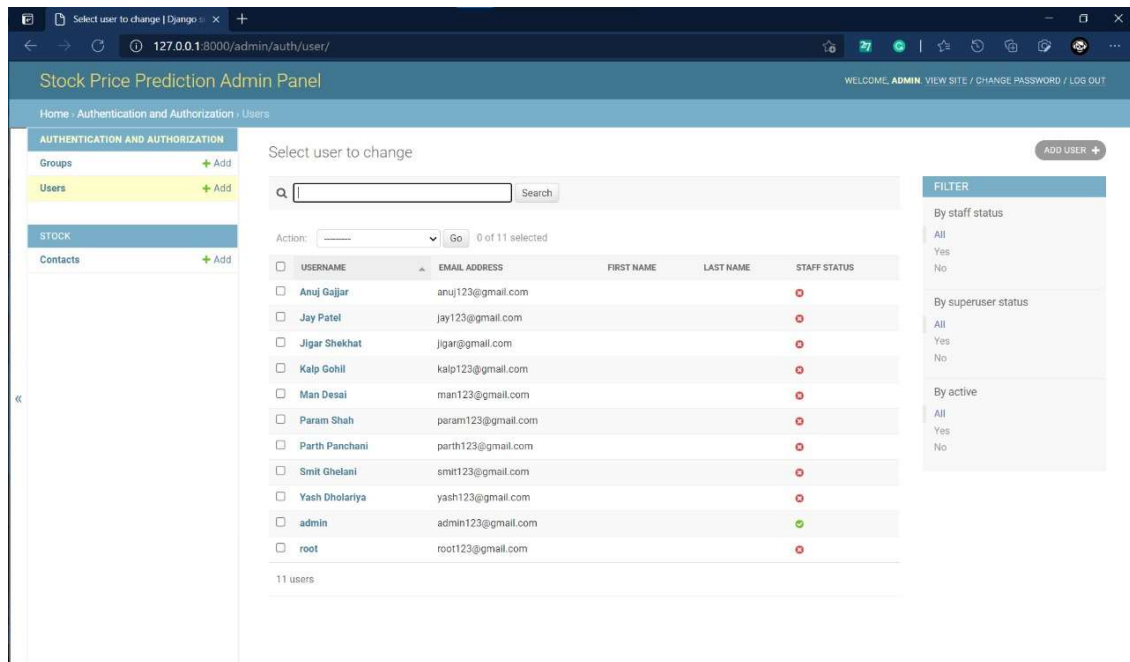 Select user to change | Django si
127.0.0.1:8000/admin/auth/user/
27
Stock Price Prediction Admin Panel
WELCOME, ADMIN. VIEW SITE / CHANGE PASSWORD / LOG OUT
Home › Authentication and Authorization › Users
AUTHENTICATION AND AUTHORIZATION
Groups + Add
Users + Add
STOCK
Contacts + Add
Select user to change
ADD USER +
Search
Action: --------- Go 0 of 11 selected
USERNAME EMAIL ADDRESS FIRST NAME LAST NAME STAFF STATUS
Anuj Gajjar anuj123@gmail.com
Jay Patel jay123@gmail.com
Jigar Shekhat jigar@gmail.com
Kalp Gohil kalp123@gmail.com
Man Desai man123@gmail.com
Param Shah param123@gmail.com
Parth Panchani parth123@gmail.com
Smit Ghelani smit123@gmail.com
Yash Dholariya yash123@gmail.com
admin admin123@gmail.com
root root123@gmail.com
11 users
FILTER
By staff status
All
Yes
No
By superuser status
All
Yes
No
By active
All
Yes
No
«